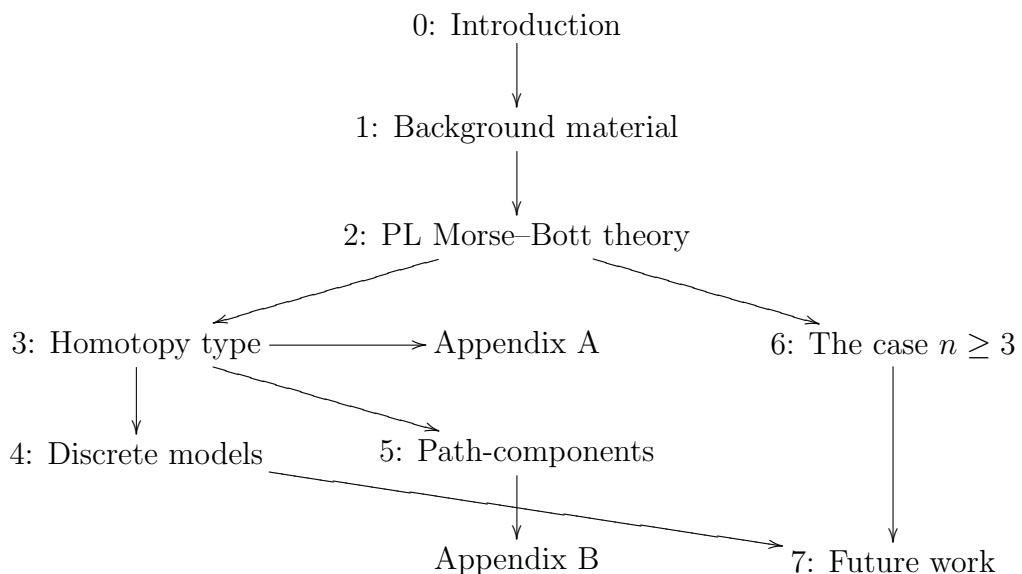 0: Introduction
1: Background material
2: PL Morse–Bott theory
3: Homotopy type
Appendix A
6: The case n ≥ 3
4: Discrete models
5: Path-components
Appendix B
7: Future work